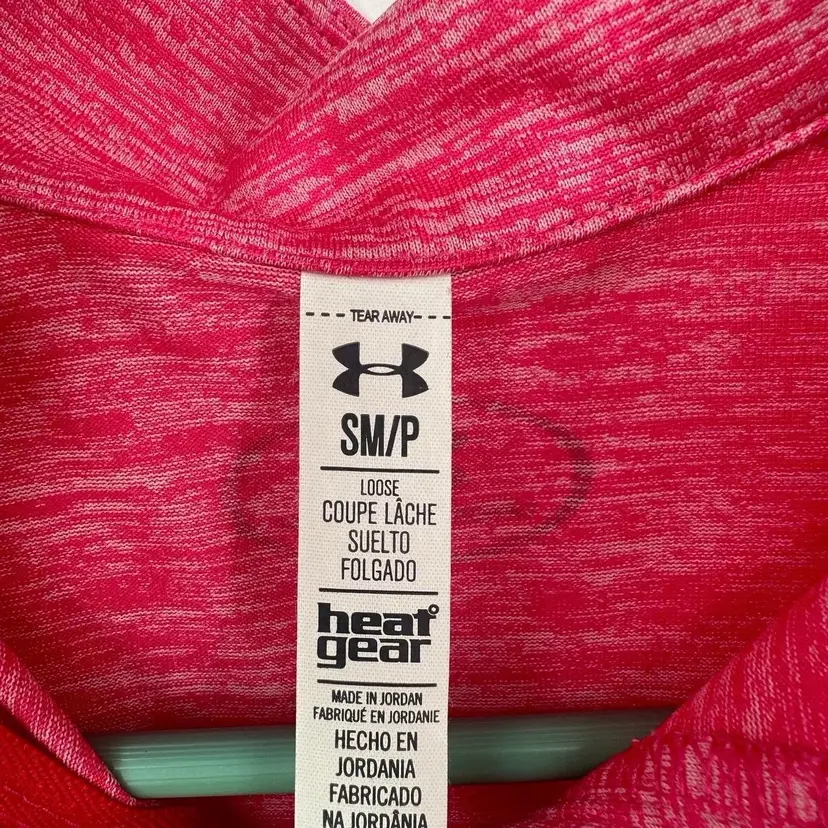 TEAR AWAY
SM/P
LOOSE
COUPE LÂCHE
SUELTO
FOLGADO
heat
gear
MADE IN JORDAN
FABRIQUÉ EN JORDANIE
HECHO EN
JORDANIA
FABRICADO
NA JORDÂNIA